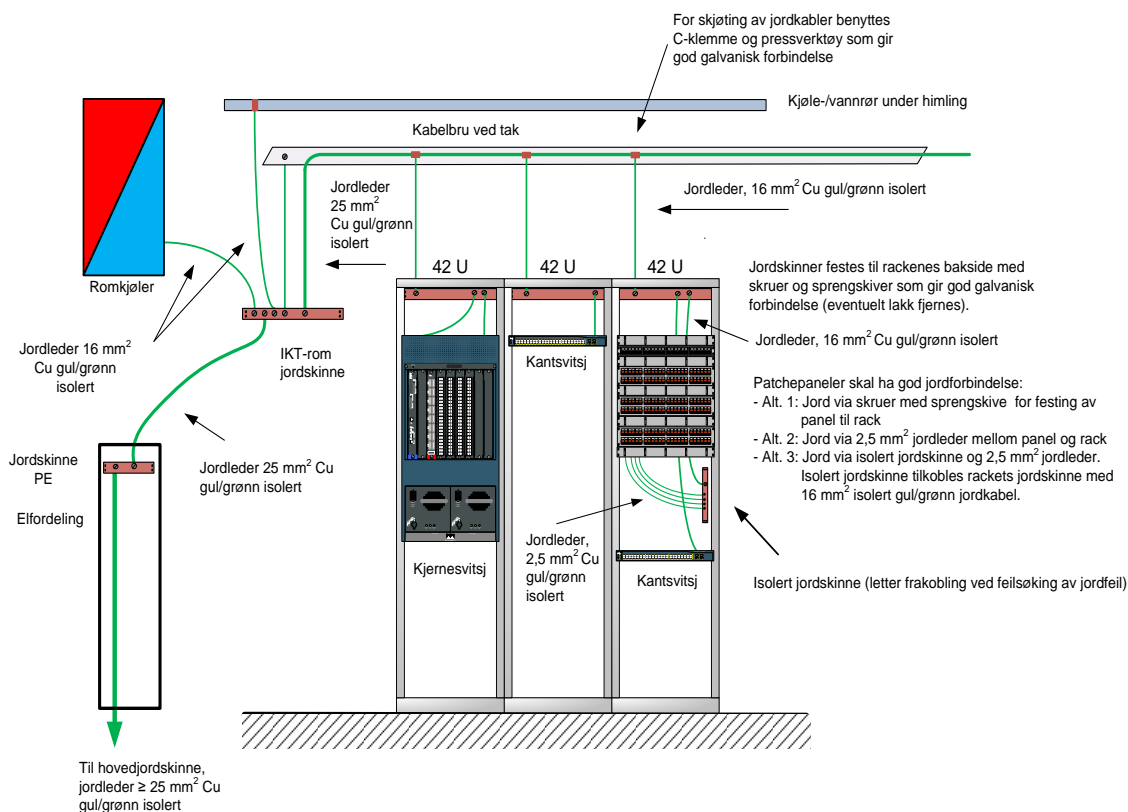 For skjøting av jordkabler benyttes
C-klemme og pressverktøy som gir
god galvanisk forbindelse
Kjøle-/vannrør under himling
Kabelbru ved tak
Jordleder
25 mm²
Cu gul/grønn
isolert
Jordleder, 16 mm² Cu gul/grønn isolert
Romkjøler
42 U
42 U
42 U
Jordskinner festes til rackenes bakside med
skruer og sprengskiver som gir god galvanisk
forbindelse (eventuelt lakk fjernes).
Jordleder 16 mm²
Cu gul/grønn
isolert
IKT-rom
jordskinne
Kantsvitsj
Jordleder, 16 mm² Cu gul/grønn isolert
Patchepaneler skal ha god jordforbindelse:
- Alt. 1: Jord via skruer med sprengskive for festing av
panel til rack
- Alt. 2: Jord via 2,5 mm² jordleder mellom panel og rack
- Alt. 3: Jord via isolert jordskinne og 2,5 mm² jordleder.
Isolert jordskinne tilkobles rackets jordskinne med
16 mm² isolert gul/grønn jordkabel.
Jordskinne
PE
Jordleder 25 mm² Cu
gul/grønn isolert
Elfordeling
Jordleder,
2,5 mm² Cu
gul/grønn
isolert
Kjernesvitsj
Kantsvitsj
Isolert jordskinne (letter frakobling ved feilsøking av jordfeil)
Til hovedjordskinne,
jordleder ≥ 25 mm² Cu
gul/grønn isolert